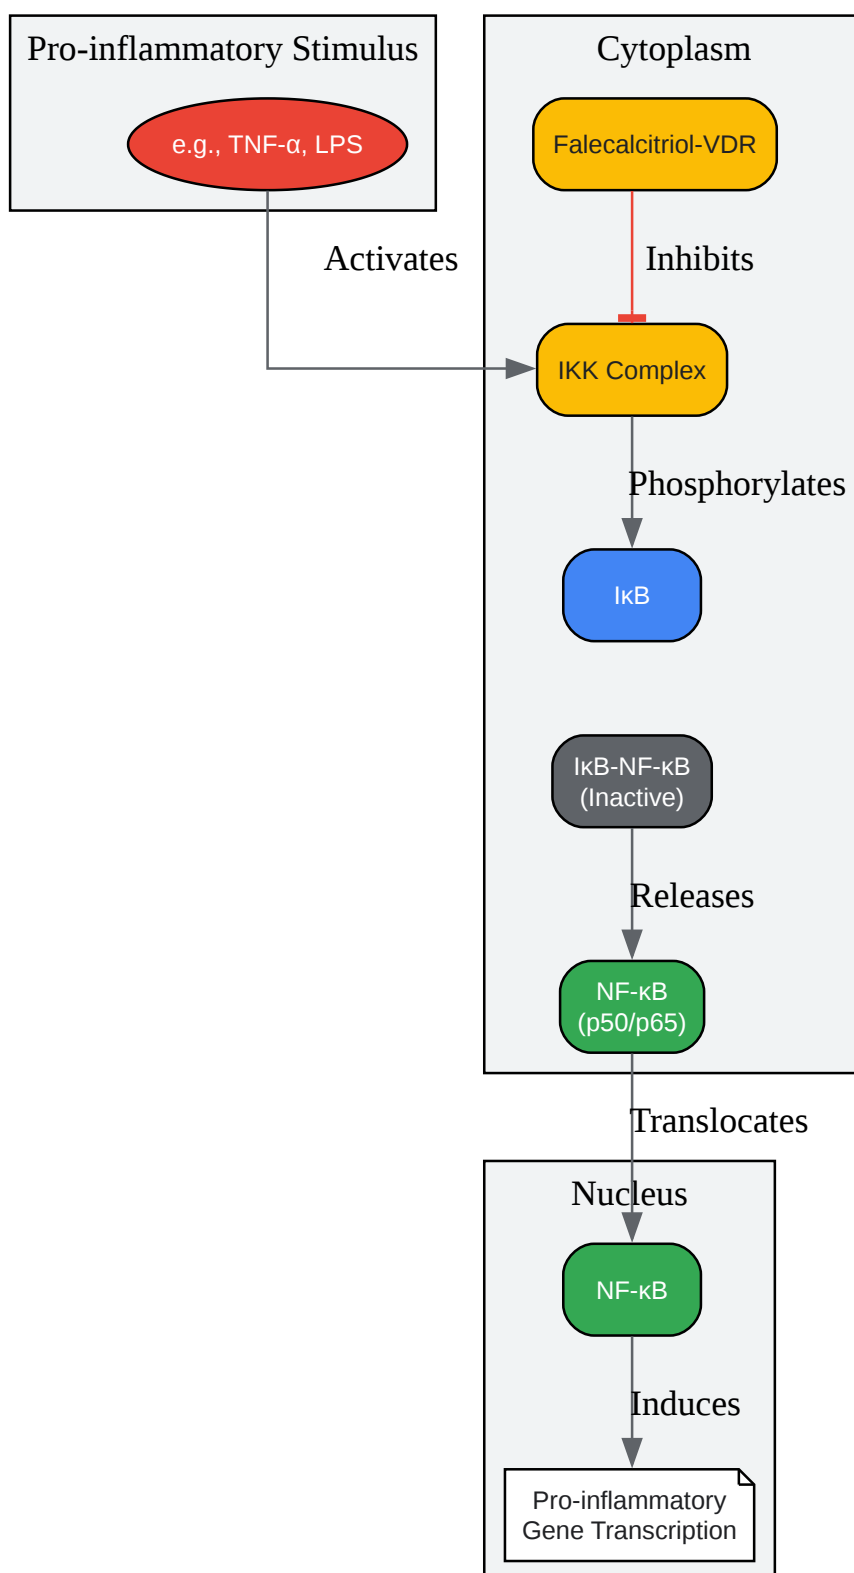 Pro-inflammatory Stimulus
Cytoplasm
e.g., TNF-α, LPS
Falecalcitriol-VDR
Activates
Inhibits
IKK Complex
Phosphorylates
IκB
IκB-NF-κB
(Inactive)
Releases
NF-κB
(p50/p65)
Translocates
Nucleus
NF-κB
Induces
Pro-inflammatory
Gene Transcription